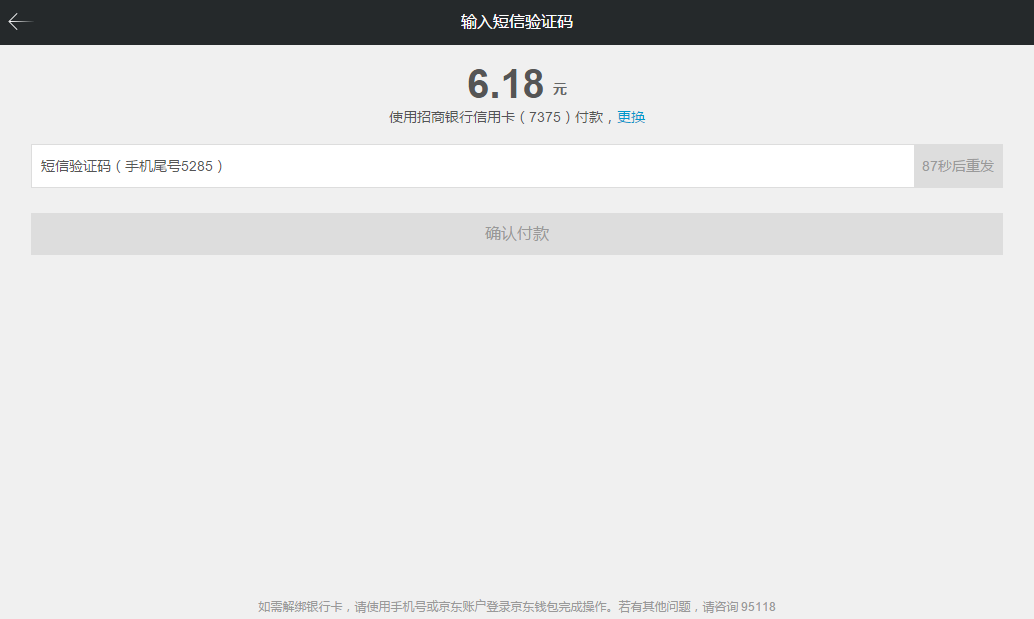 输入短信验证码
6.18 元
使用招商银行信用卡（7375）付款，更换
短信验证码（手机尾号5285） 87秒后重发
确认付款
如需解绑银行卡，请使用手机号或京东账户登录京东钱包完成操作。若有其他问题，请咨询 95118